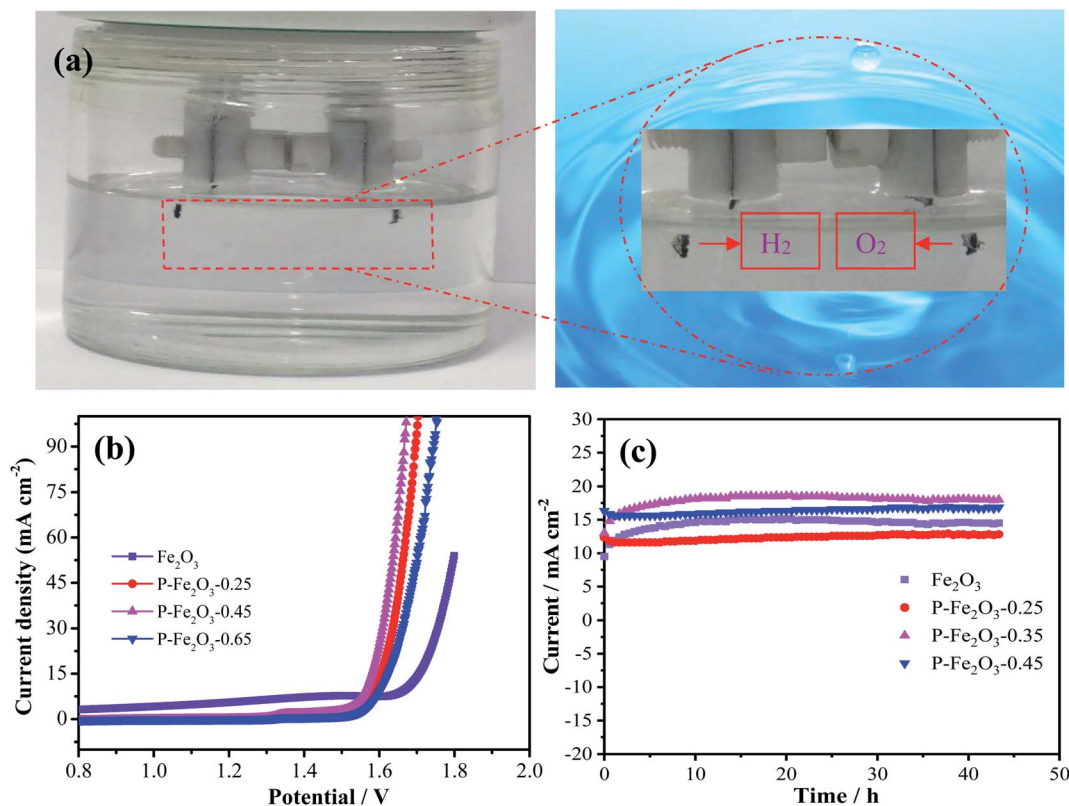 (a)
H₂
O₂
(b)
Current density (mA cm⁻²)
90
75
60
45
30
15
0
Fe₂O₃
P-Fe₂O₃-0.25
P-Fe₂O₃-0.45
P-Fe₂O₃-0.65
0.8
1.0
1.2
1.4
1.6
1.8
2.0
Potential / V
(c)
Current / mA cm⁻²
30
25
20
15
10
5
0
-5
-10
-15
-20
Fe₂O₃
P-Fe₂O₃-0.25
P-Fe₂O₃-0.35
P-Fe₂O₃-0.45
0
10
20
30
40
50
Time / h